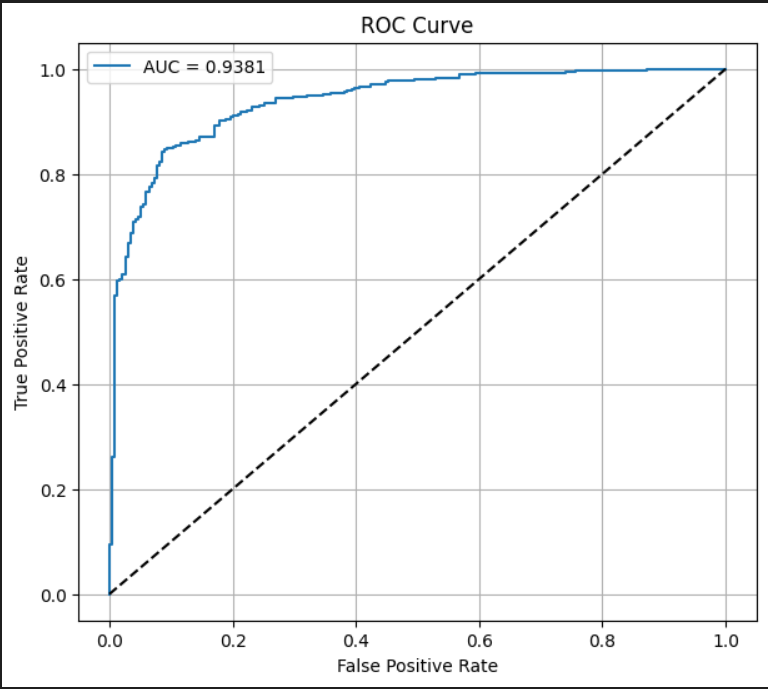 ROC Curve
AUC = 0.9381
True Positive Rate
1.0
0.8
0.6
0.4
0.2
0.0
0.0 0.2 0.4 0.6 0.8 1.0
False Positive Rate